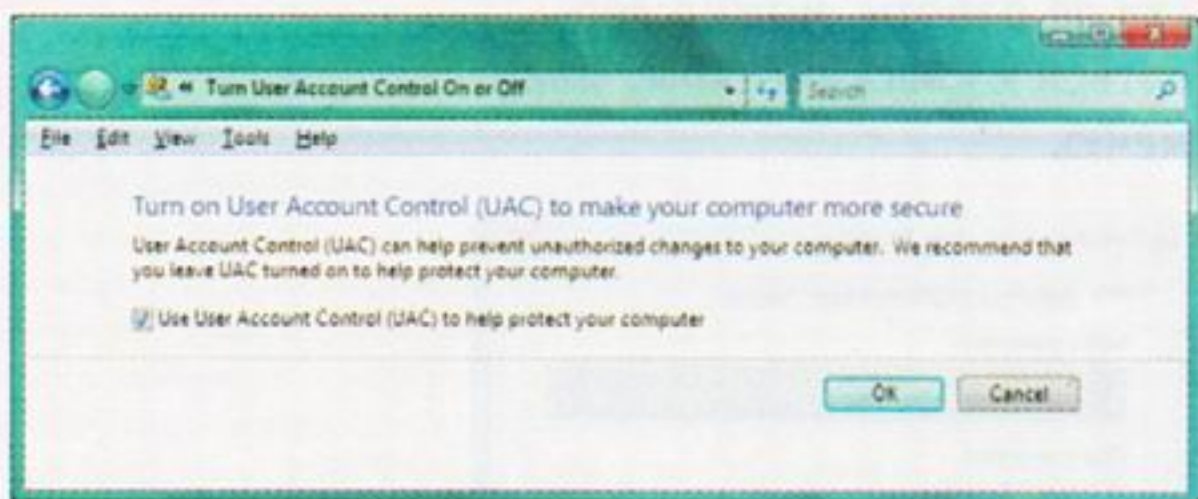 « Turn User Account Control On or Off
Search
File Edit View Tools Help
Turn on User Account Control (UAC) to make your computer more secure
User Account Control (UAC) can help prevent unauthorized changes to your computer. We recommend that
you leave UAC turned on to help protect your computer.
Use User Account Control (UAC) to help protect your computer
OK Cancel